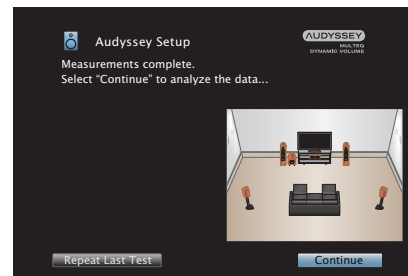 Audyssey Setup
AUDYSSEY
MULTEQ
DYNAMIC VOLUME
Measurements complete.
Select “Continue” to analyze the data...
Repeat Last Test
Continue